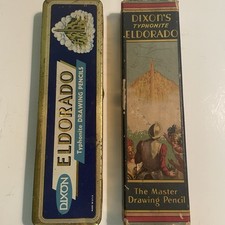 DIXON
ELDORADO
Typhonite DRAWING PENCILS
DIXON'S
TYPHONITE
ELDORADO
The Master
Drawing Pencil